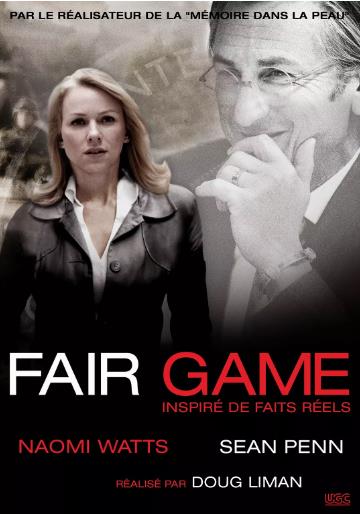 PAR LE RÉALISATEUR DE LA "MÉMOIRE DANS LA PEAU"
FAIR GAME
INSPIRÉ DE FAITS RÉELS
NAOMI WATTS SEAN PENN
RÉALISÉ PAR DOUG LIMAN
UGC